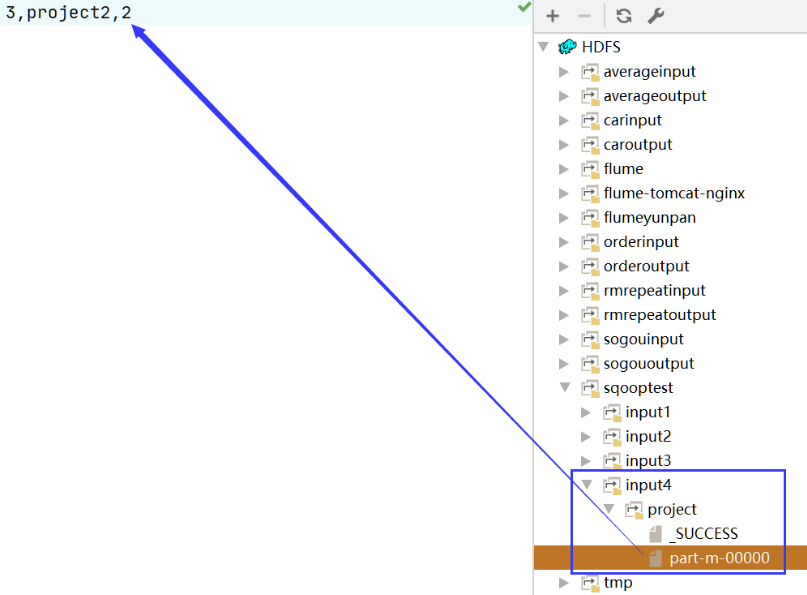 3,project2,2
HDFS
averageinput
averageoutput
carinput
caroutput
flume
flume-tomcat-nginx
flumeyunpan
orderinput
orderoutput
rmrepeatinput
rmrepeatoutput
sogouinput
sogououtput
sqooptest
input1
input2
input3
input4
project
_SUCCESS
part-m-00000
tmp